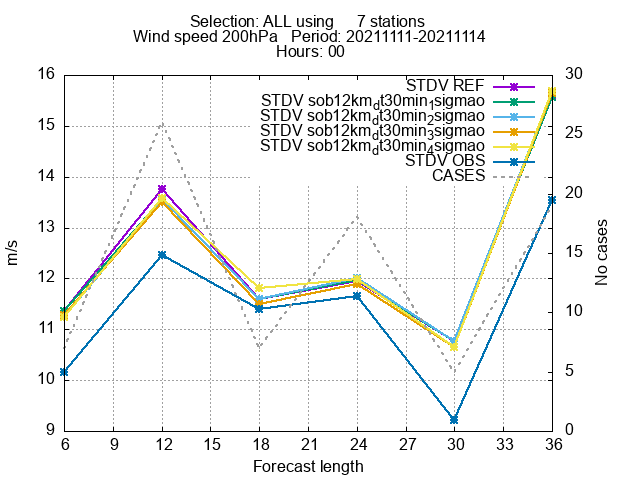 Selection: ALL using 7 stations
Wind speed 200hPa Period: 20211111-20211114
Hours: 00
STDV REF
STDV sob12km_dt30min_1sigmao
STDV sob12km_dt30min_2sigmao
STDV sob12km_dt30min_3sigmao
STDV sob12km_dt30min_4sigmao
STDV OBS
CASES
16
15
14
13
12
11
10
9
m/s
30
25
20
15
10
5
0
No cases
6 9 12 15 18 21 24 27 30 33 36
Forecast length